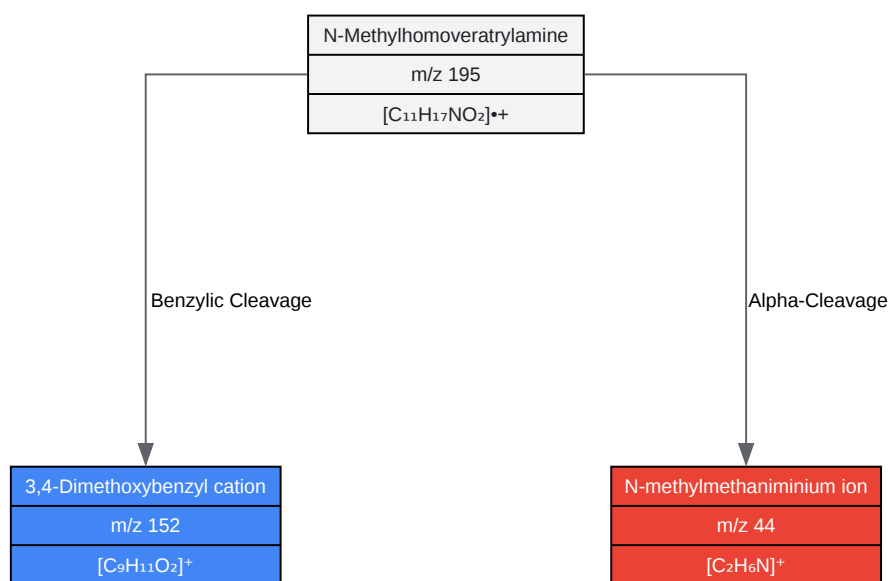 N-Methylhomoveratrylamine
m/z 195
[C₁₁H₁₇NO₂]•+
Benzylic Cleavage
Alpha-Cleavage
3,4-Dimethoxybenzyl cation
m/z 152
[C₉H₁₁O₂]⁺
N-methylmethaniminium ion
m/z 44
[C₂H₆N]⁺